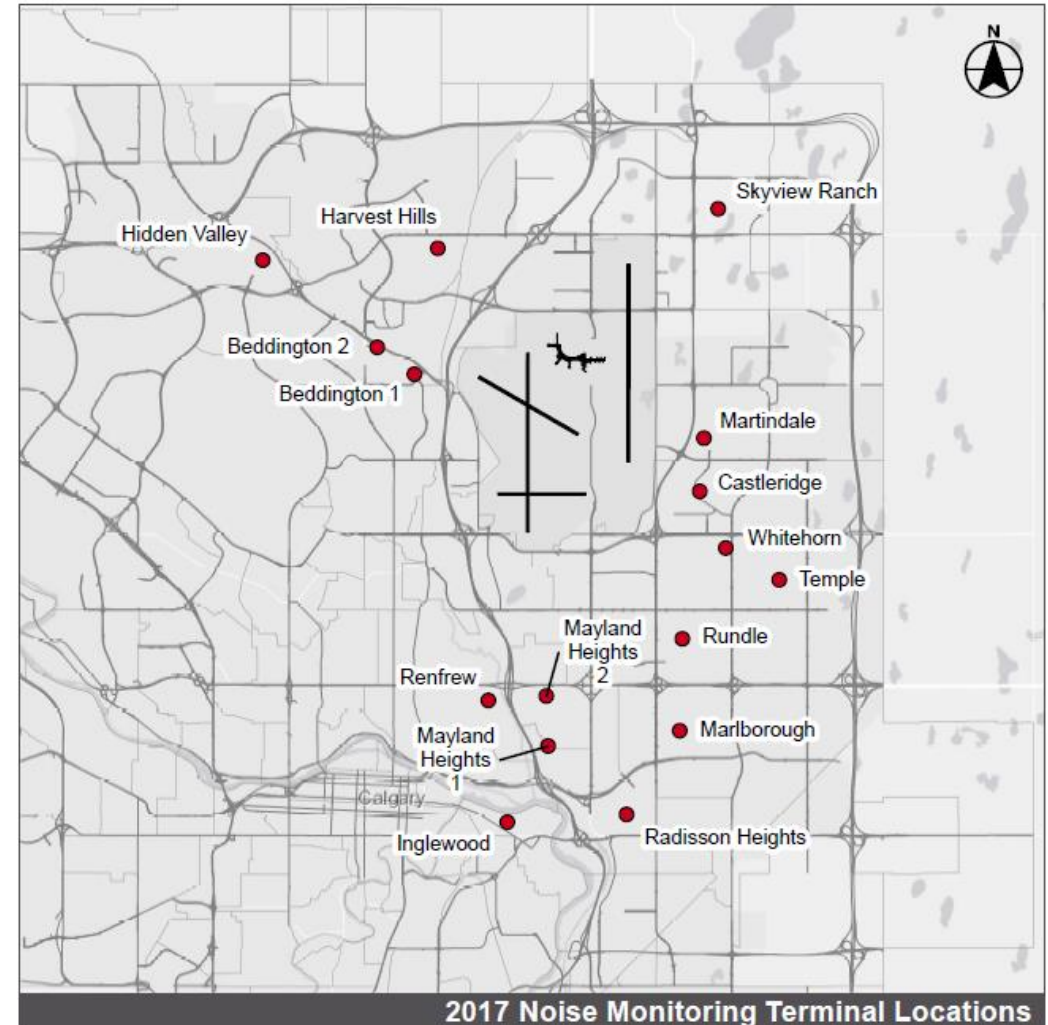 N
Skyview Ranch
Harvest Hills
Hidden Valley
Beddington 2
Beddington 1
Martindale
Castleridge
Whitehorn
Temple
Mayland
Heights
2
Rundle
Renfrew
Mayland
Heights
1
Marlborough
Calgary
Inglewood
Radisson Heights
2017 Noise Monitoring Terminal Locations